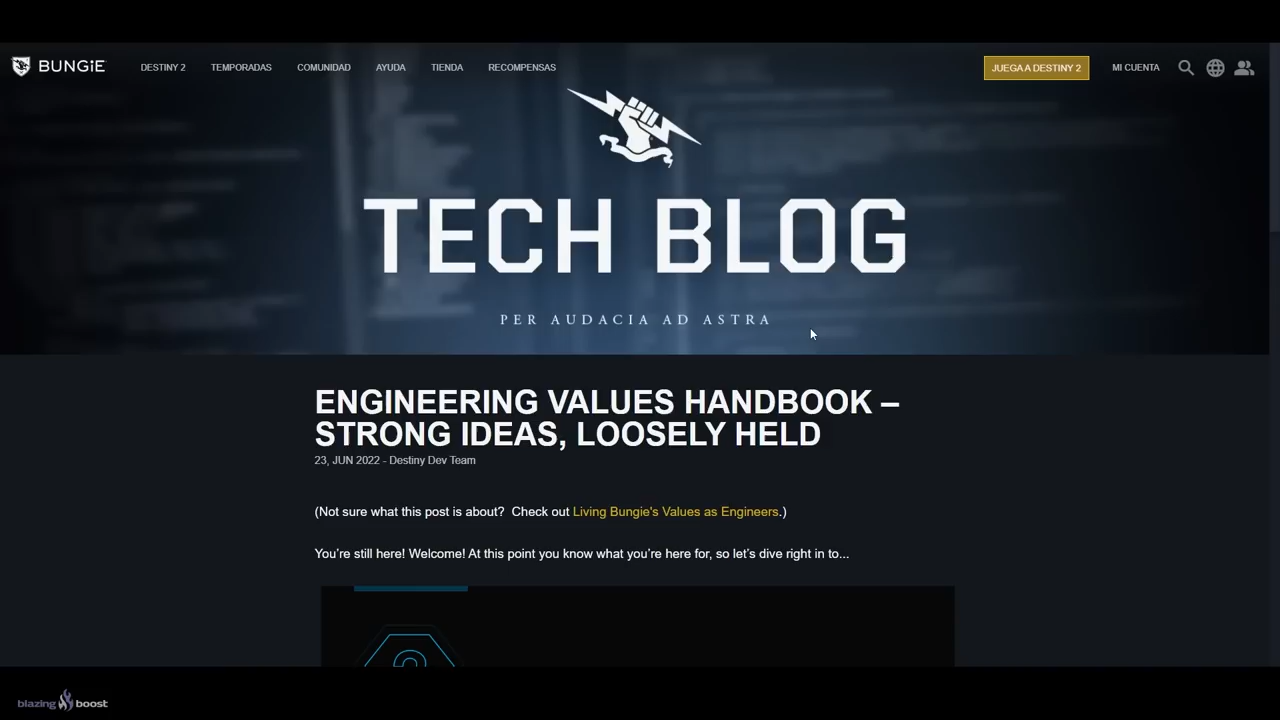 BUNGiE
DESTINY 2 TEMPORADAS COMUNIDAD AYUDA TIENDA RECOMPENSAS JUEGA A DESTINY 2 MI CUENTA
TECH BLOG
PER AUDACIA AD ASTRA
ENGINEERING VALUES HANDBOOK –
STRONG IDEAS, LOOSELY HELD
23, JUN 2022 - Destiny Dev Team
(Not sure what this post is about?  Check out Living Bungie's Values as Engineers.)
You’re still here! Welcome! At this point you know what you’re here for, so let’s dive right in to...
blazing boost